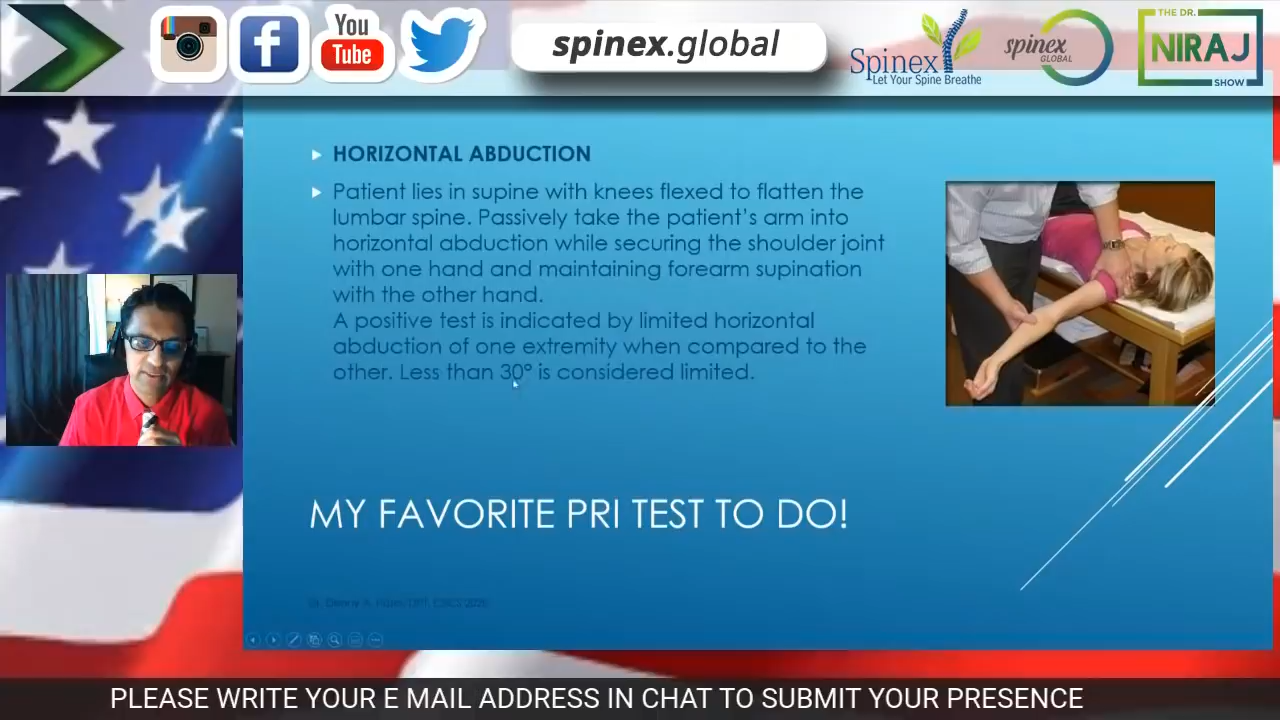 You
Tube
spinex.global
Spinex
Let Your Spine Breathe
spinex
GLOBAL
THE DR.
NIRAJ
SHOW
HORIZONTAL ABDUCTION
Patient lies in supine with knees flexed to flatten the
lumbar spine. Passively take the patient's arm into
horizontal abduction while securing the shoulder joint
with one hand and maintaining forearm supination
with the other hand.
A positive test is indicated by limited horizontal
abduction of one extremity when compared to the
other. Less than 30° is considered limited.
MY FAVORITE PRI TEST TO DO!
PLEASE WRITE YOUR E MAIL ADDRESS IN CHAT TO SUBMIT YOUR PRESENCE